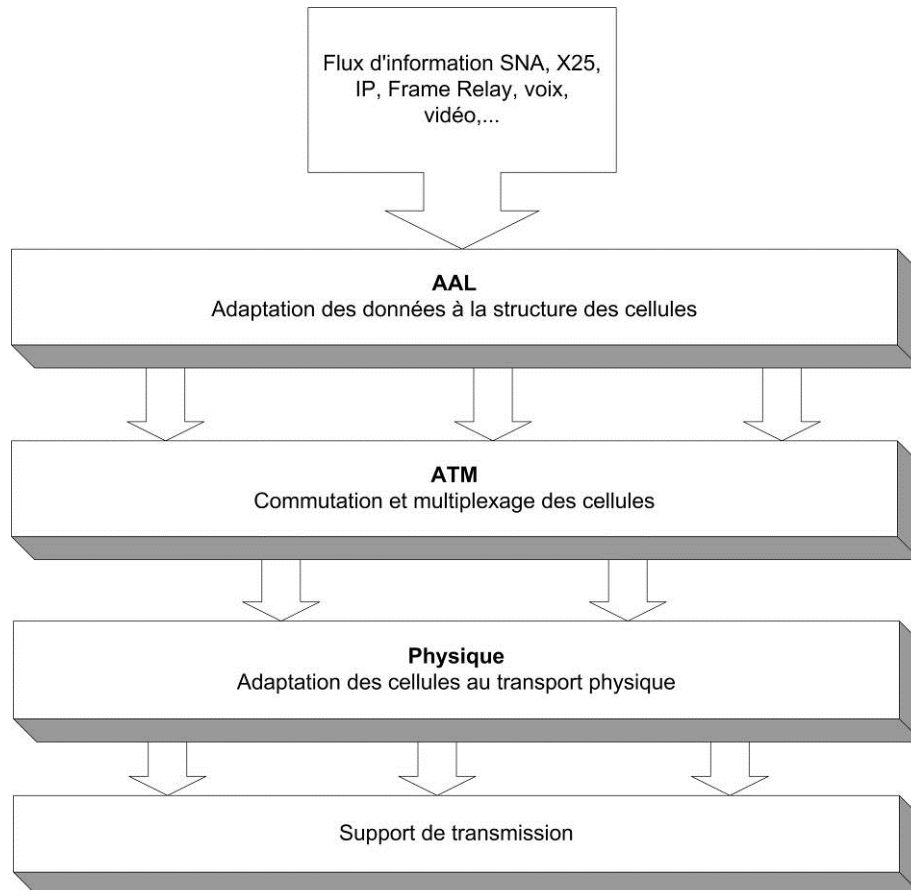 Flux d'information SNA, X25,
IP, Frame Relay, voix,
vidéo,...
AAL
Adaptation des données à la structure des cellules
ATM
Commutation et multiplexage des cellules
Physique
Adaptation des cellules au transport physique
Support de transmission